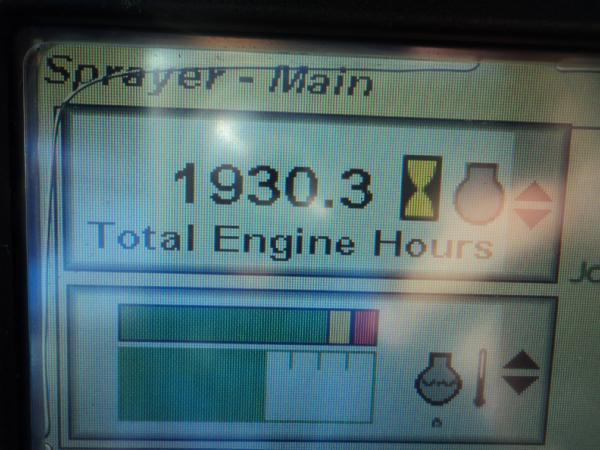 Sprayer - Main
1930.3
Total Engine Hours